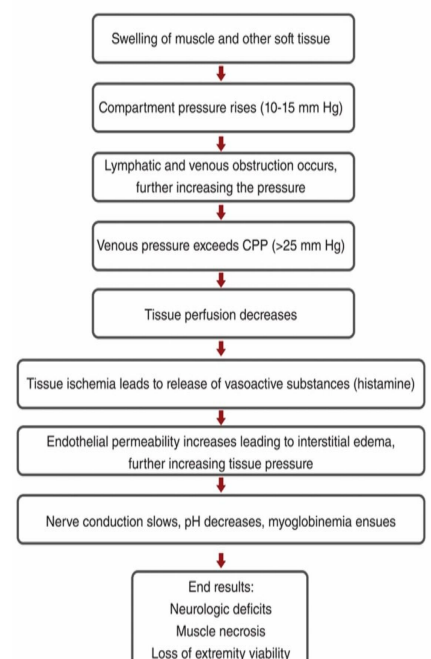 Swelling of muscle and other soft tissue
Compartment pressure rises (10-15 mm Hg)
Lymphatic and venous obstruction occurs,
further increasing the pressure
Venous pressure exceeds CPP (>25 mm Hg)
Tissue perfusion decreases
Tissue ischemia leads to release of vasoactive substances (histamine)
Endothelial permeability increases leading to interstitial edema,
further increasing tissue pressure
Nerve conduction slows, pH decreases, myoglobinemia ensues
End results:
Neurologic deficits
Muscle necrosis
Loss of extremity viability